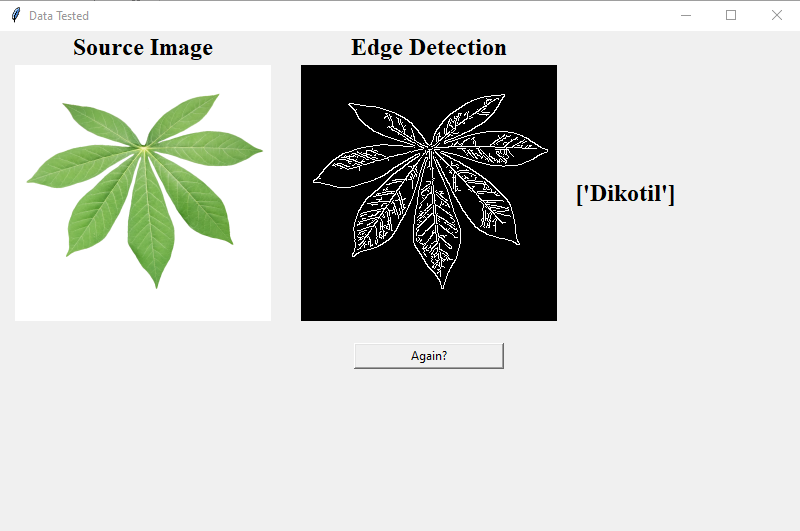 Data Tested
Source Image
Edge Detection
['Dikotil']
Again?